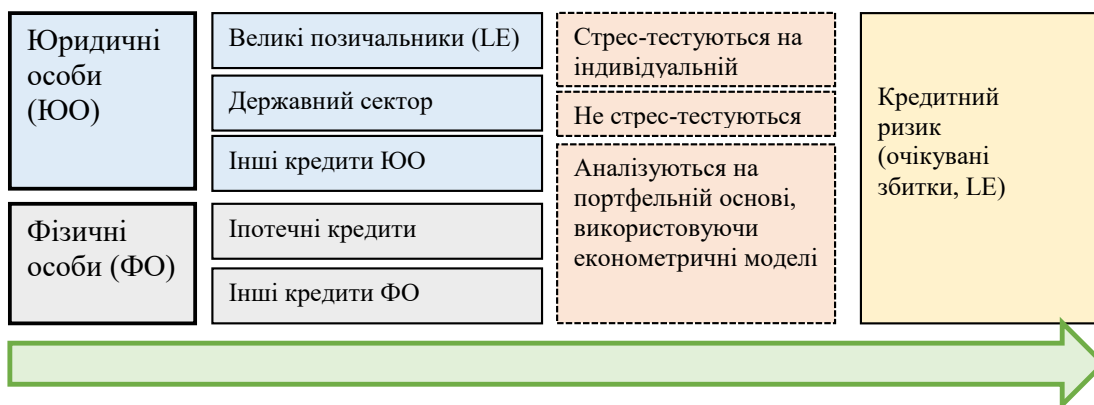 Юридичні
особи
(ЮО)
Великі позичальники (LE)
Державний сектор
Інші кредити ЮО
Фізичні
особи (ФО)
Іпотечні кредити
Інші кредити ФО
Стрес-тестуються на
індивідуальній
Не стрес-тестуються
Аналізуються на
портфельній основі,
використовуючи
економетричні моделі
Кредитний
ризик
(очікувані
збитки, LE)